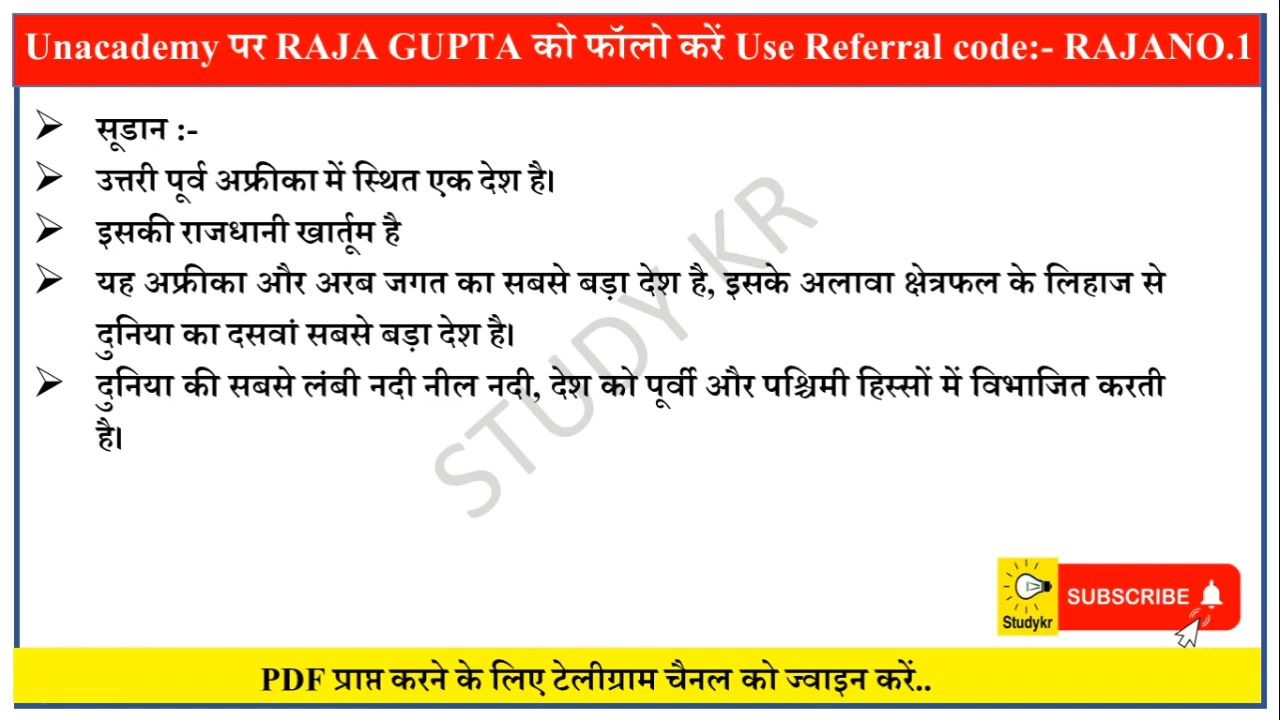 Unacademy पर RAJA GUPTA को फॉलो करें Use Referral code:- RAJANO.1
➢ सूडान :-
➢ उत्तरी पूर्व अफ्रीका में स्थित एक देश है।
➢ इसकी राजधानी खार्तूम है
➢ यह अफ्रीका और अरब जगत का सबसे बड़ा देश है, इसके अलावा क्षेत्रफल के लिहाज से
दुनिया का दसवां सबसे बड़ा देश है।
➢ दुनिया की सबसे लंबी नदी नील नदी, देश को पूर्वी और पश्चिमी हिस्सों में विभाजित करती
है।
STUDY KR
SUBSCRIBE
Studykr
PDF प्राप्त करने के लिए टेलीग्राम चैनल को ज्वाइन करें..